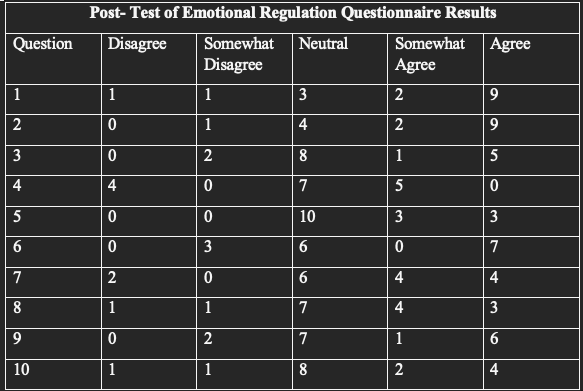 Post- Test of Emotional Regulation Questionnaire Results
Question Disagree Somewhat Disagree Neutral Somewhat Agree Agree
1 1 1 3 2 9
2 0 1 4 2 9
3 0 2 8 1 5
4 4 0 7 5 0
5 0 0 10 3 3
6 0 3 6 0 7
7 2 0 6 4 4
8 1 1 7 4 3
9 0 2 7 1 6
10 1 1 8 2 4